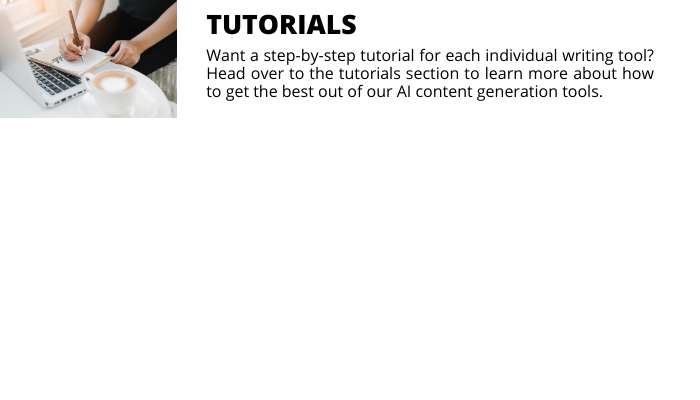 TUTORIALS
Want a step-by-step tutorial for each individual writing tool?
Head over to the tutorials section to learn more about how
to get the best out of our AI content generation tools.